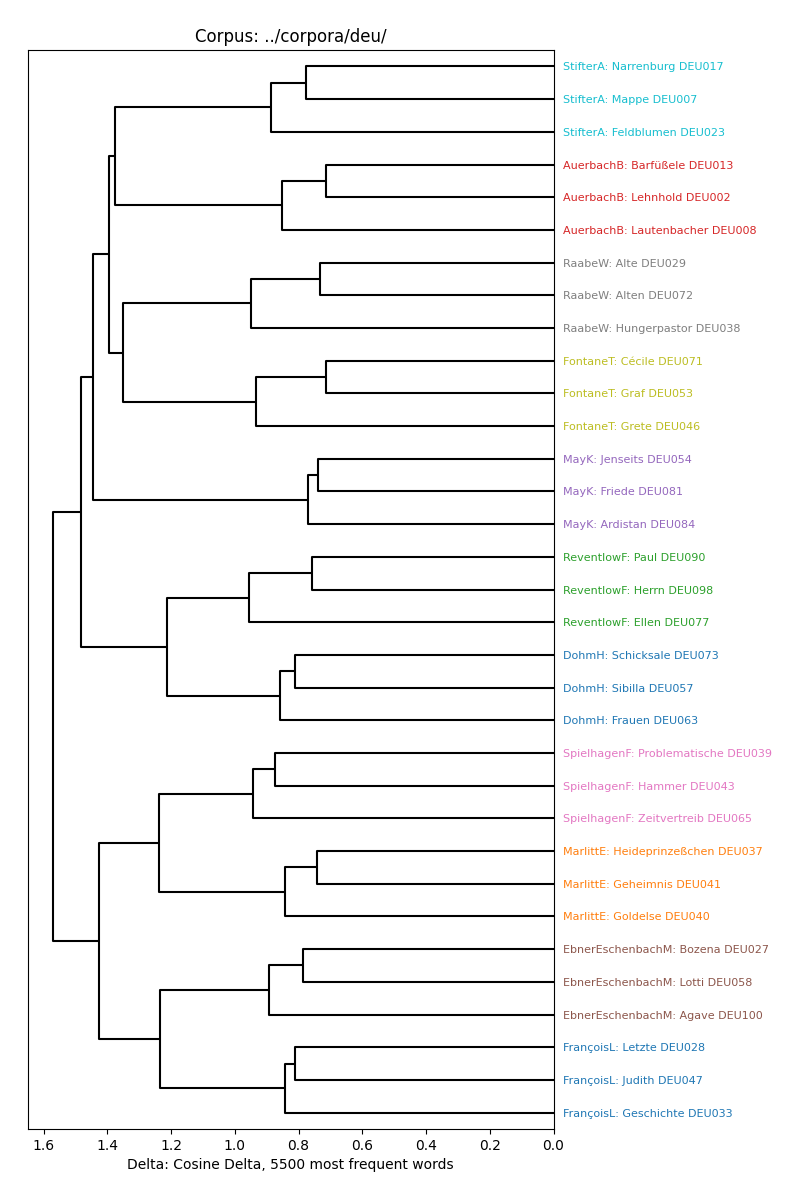 Corpus: ../corpora/deu/
StifterA: Narrenburg DEU017
StifterA: Mappe DEU007
StifterA: Feldblumen DEU023
AuerbachB: Barfüßele DEU013
AuerbachB: Lehnhold DEU002
AuerbachB: Lautenbacher DEU008
RaabeW: Alte DEU029
RaabeW: Alten DEU072
RaabeW: Hungerpastor DEU038
FontaneT: Cécile DEU071
FontaneT: Graf DEU053
FontaneT: Grete DEU046
MayK: Jenseits DEU054
MayK: Friede DEU081
MayK: Ardistan DEU084
ReventlowF: Paul DEU090
ReventlowF: Herrn DEU098
ReventlowF: Ellen DEU077
DohmH: Schicksale DEU073
DohmH: Sibilla DEU057
DohmH: Frauen DEU063
SpielhagenF: Problematische DEU039
SpielhagenF: Hammer DEU043
SpielhagenF: Zeitvertreib DEU065
MarlittE: Heideprinzeßchen DEU037
MarlittE: Geheimnis DEU041
MarlittE: Goldelse DEU040
EbnerEschenbachM: Bozena DEU027
EbnerEschenbachM: Lotti DEU058
EbnerEschenbachM: Agave DEU100
FrançoisL: Letzte DEU028
FrançoisL: Judith DEU047
FrançoisL: Geschichte DEU033
1.6 1.4 1.2 1.0 0.8 0.6 0.4 0.2 0.0
Delta: Cosine Delta, 5500 most frequent words